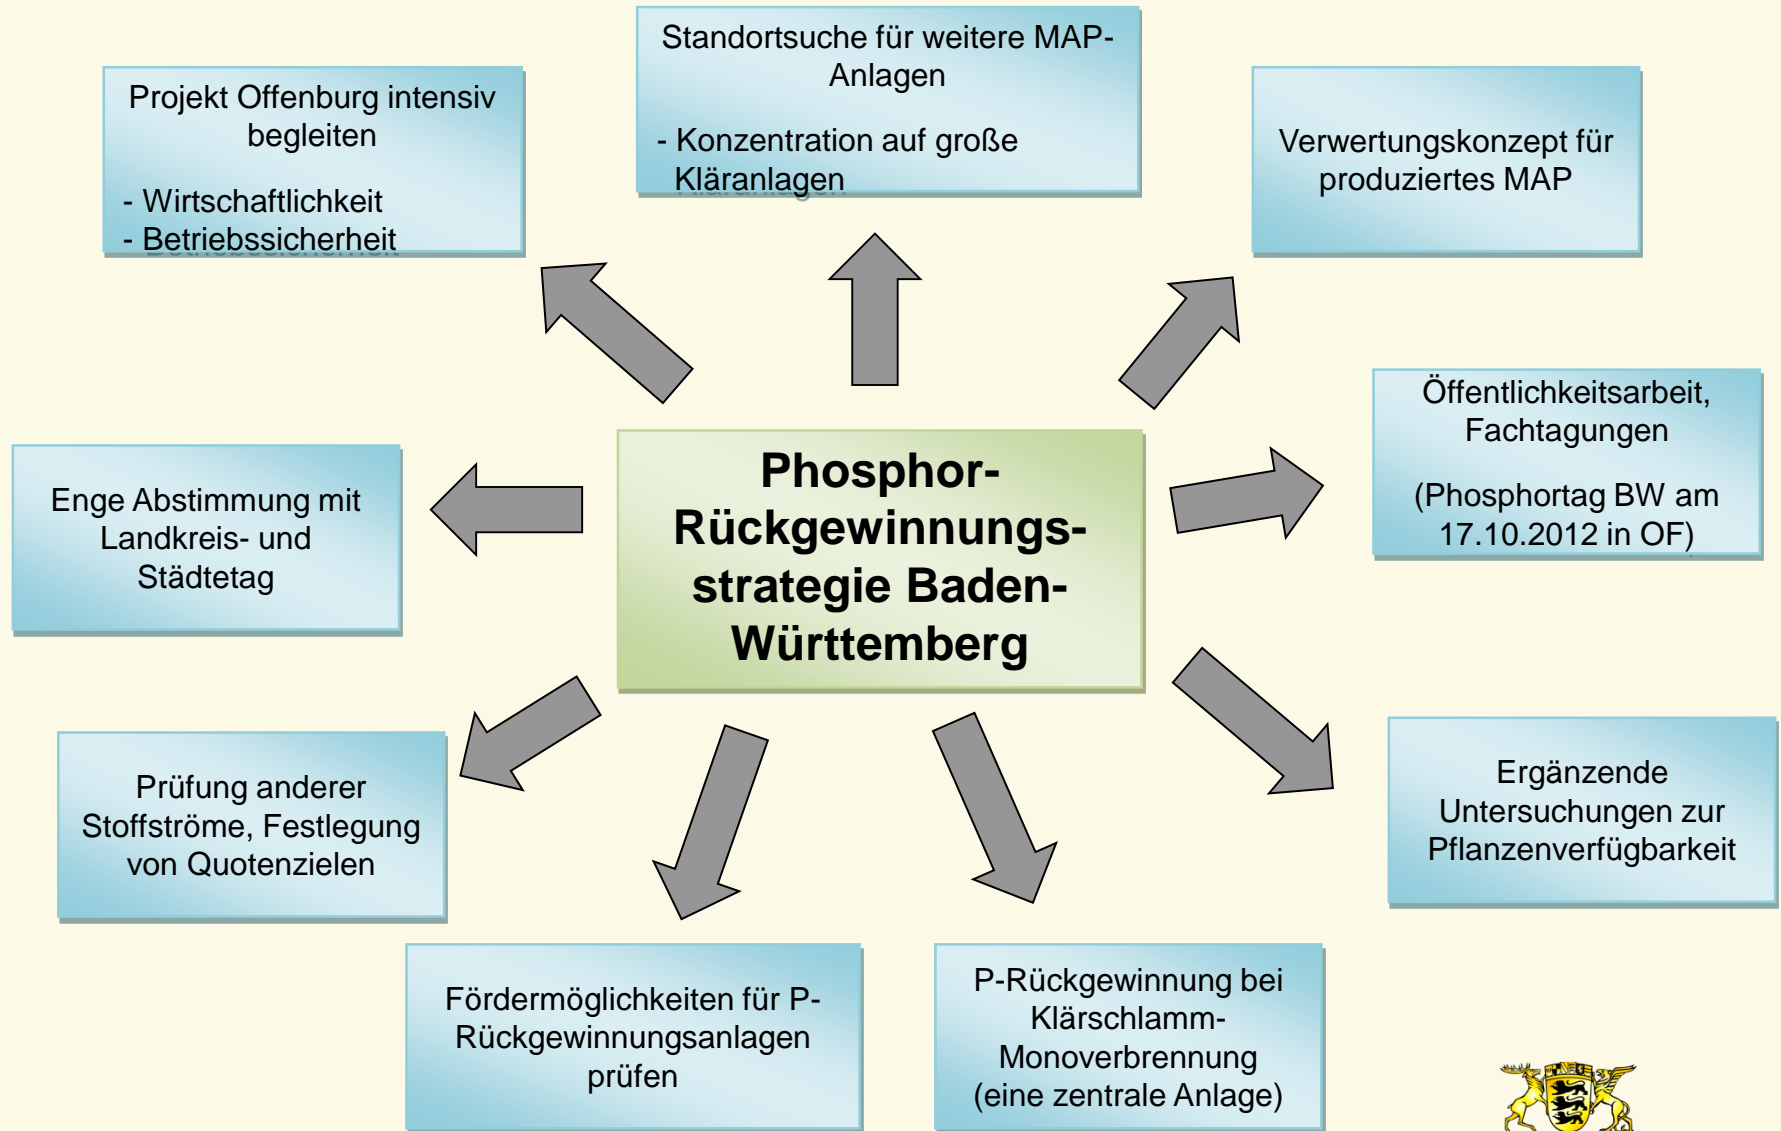 Standortsuche für weitere MAP-
Anlagen
- Konzentration auf große
Kläranlagen
Projekt Offenburg intensiv
begleiten
- Wirtschaftlichkeit
- Betriebssicherheit
Verwertungskonzept für
produziertes MAP
Öffentlichkeitsarbeit,
Fachtagungen
(Phosphortag BW am
17.10.2012 in OF)
Phosphor-
Rückgewinnungs-
strategie Baden-
Württemberg
Enge Abstimmung mit
Landkreis- und
Städtetag
Prüfung anderer
Stoffströme, Festlegung
von Quotenzielen
Ergänzende
Untersuchungen zur
Pflanzenverfügbarkeit
Fördermöglichkeiten für P-
Rückgewinnungsanlagen
prüfen
P-Rückgewinnung bei
Klärschlamm-
Monoverbrennung
(eine zentrale Anlage)